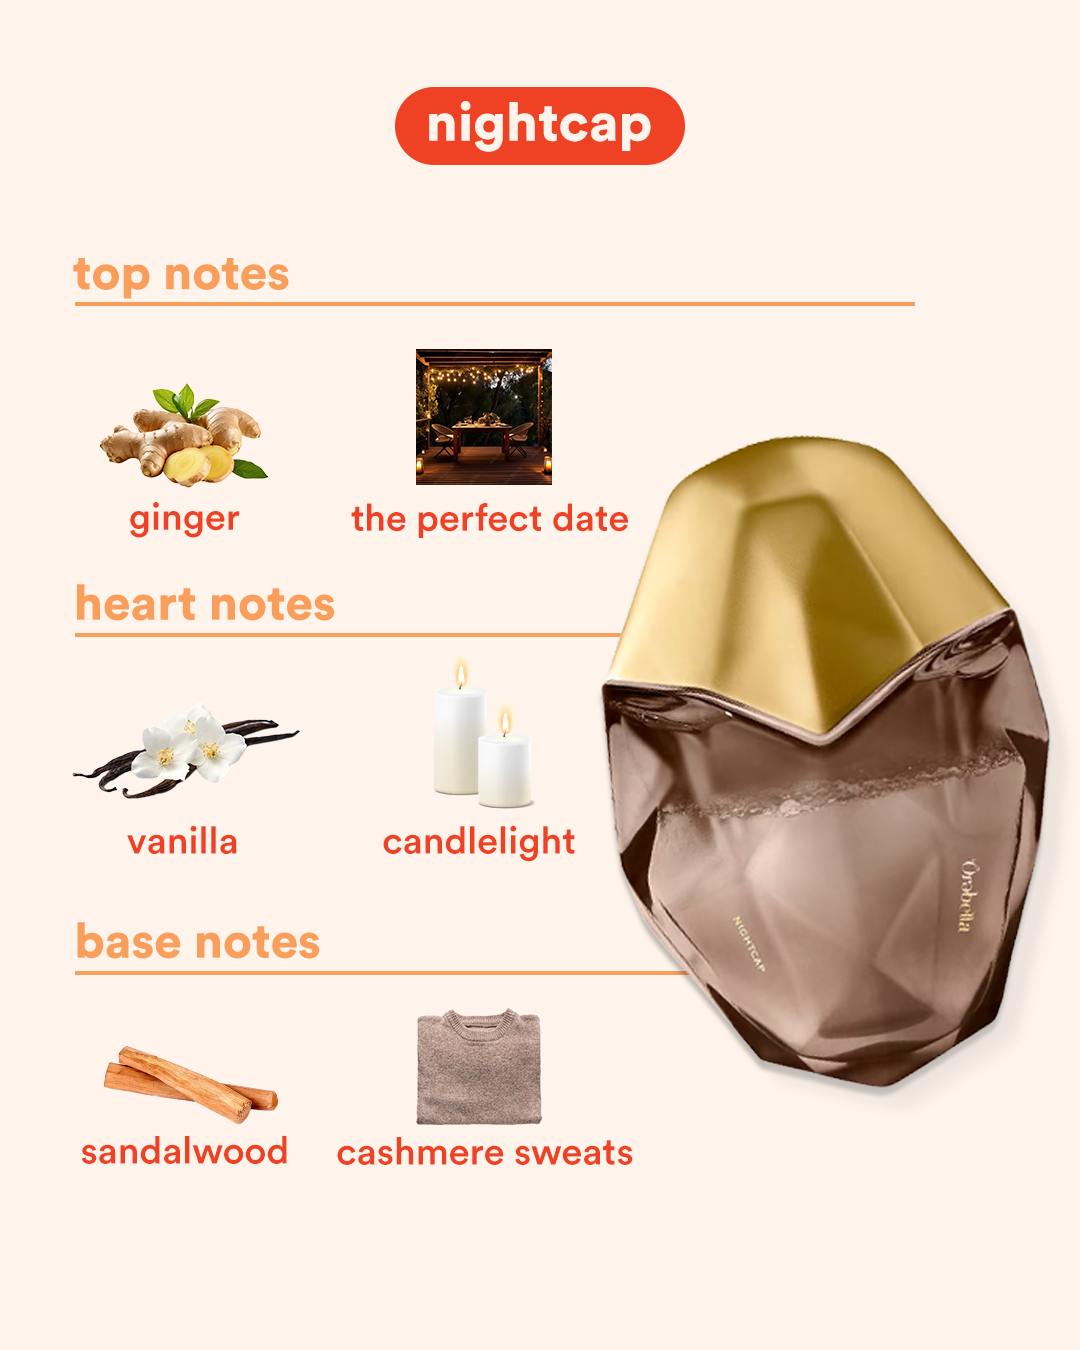 nightcap
top notes
ginger
the perfect date
heart notes
vanilla
candlelight
base notes
sandalwood
cashmere sweats
NIGHTCAP
Orebella